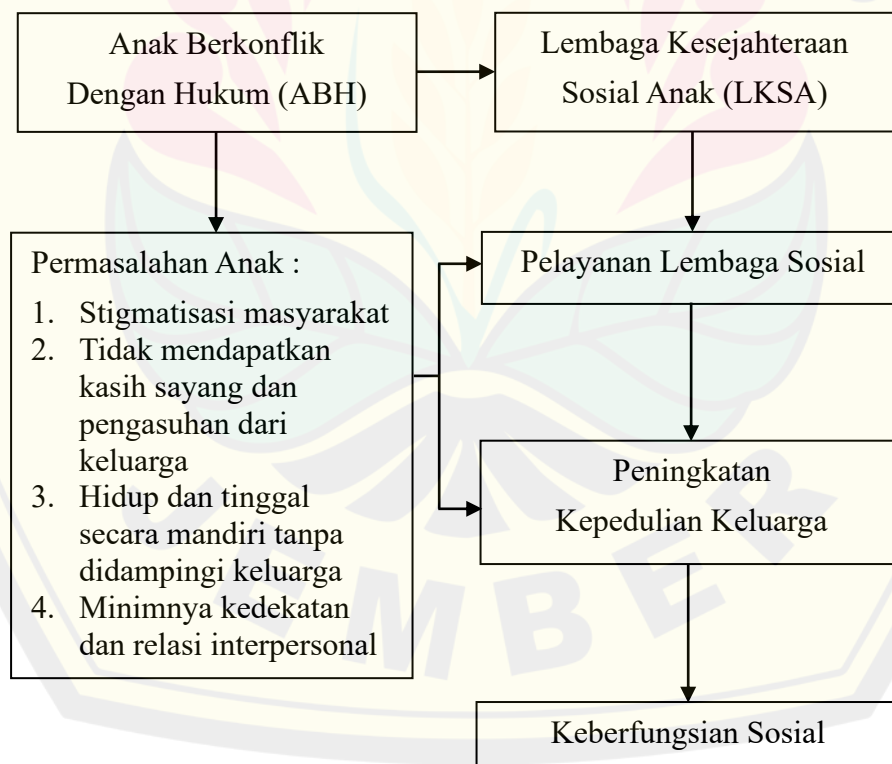 Anak Berkonflik
Dengan Hukum (ABH)
Lembaga Kesejahteraan
Sosial Anak (LKSA)
Permasalahan Anak :
1. Stigmatisasi masyarakat
2. Tidak mendapatkan
kasih sayang dan
pengasuhan dari
keluarga
3. Hidup dan tinggal
secara mandiri tanpa
didampingi keluarga
4. Minimnya kedekatan
dan relasi interpersonal
Pelayanan Lembaga Sosial
Peningkatan
Kepedulian Keluarga
Keberfungsian Sosial
JEMBER